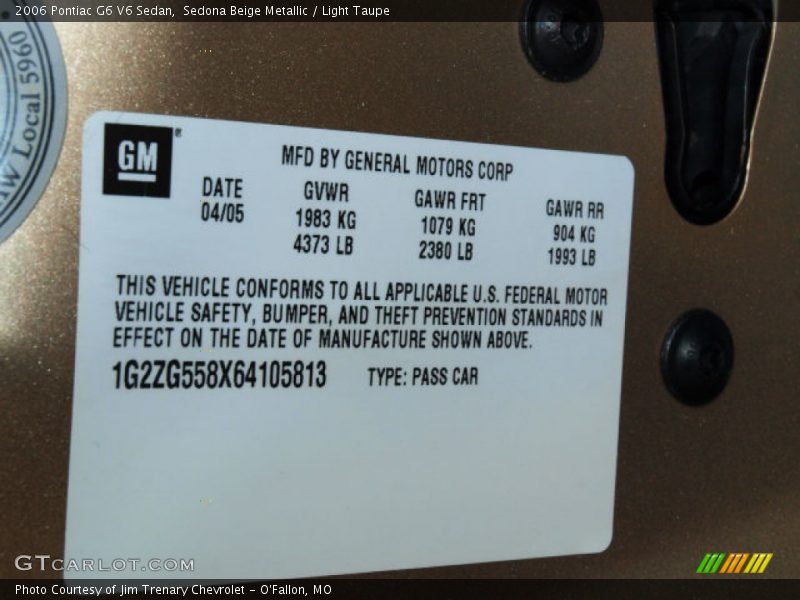 2006 Pontiac G6 V6 Sedan,  Sedona Beige Metallic / Light Taupe
Local 5960
GM®
MFD BY GENERAL MOTORS CORP
DATE GVWR GAWR FRT GAWR RR
04/05 1983 KG 1079 KG 904 KG
4373 LB 2380 LB 1993 LB
THIS VEHICLE CONFORMS TO ALL APPLICABLE U.S. FEDERAL MOTOR
VEHICLE SAFETY, BUMPER, AND THEFT PREVENTION STANDARDS IN
EFFECT ON THE DATE OF MANUFACTURE SHOWN ABOVE.
1G2ZG558X64105813 TYPE: PASS CAR
GTCARLOT.COM
Photo Courtesy of Jim Trenary Chevrolet - O'Fallon, MO